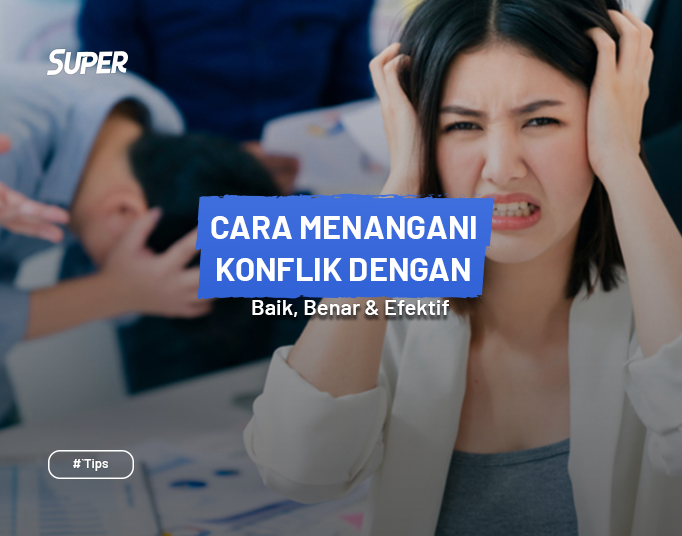 SUPER
CARA MENANGANI
KONFLIK DENGAN
Baik, Benar & Efektif
#Tips